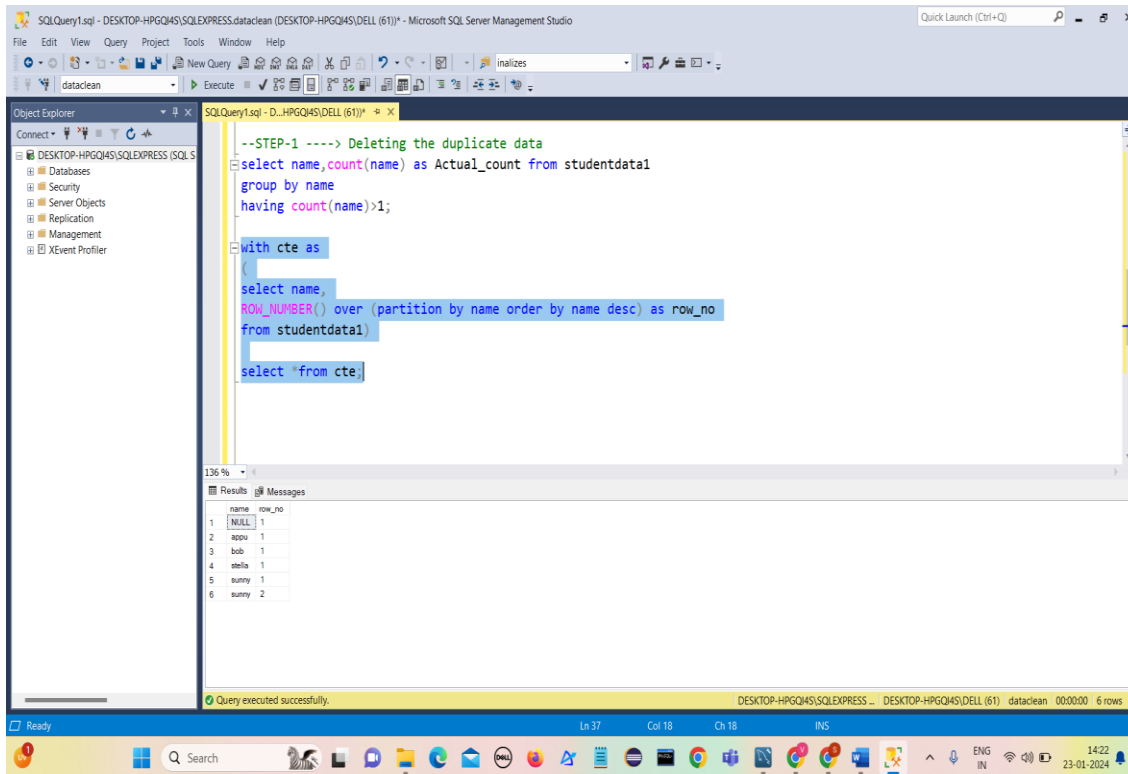 SQLQuery1.sql - DESKTOP-HPGQI4S\SQLEXPRESS.dataclean (DESKTOP-HPGQI4S\DELL (61))* - Microsoft SQL Server Management Studio
Quick Launch (Ctrl+Q)
File Edit View Query Project Tools Window Help
New Query
inalizes
dataclean
Execute
Object Explorer
SQLQuery1.sql - D...HPGQI4S\DELL (61))*
Connect
DESKTOP-HPGQI4S\SQLEXPRESS (SQL S
Databases
Security
Server Objects
Replication
Management
XEvent Profiler
--STEP-1 ----> Deleting the duplicate data
select name,count(name) as Actual_count from studentdata1
group by name
having count(name)>1;
with cte as
(
select name,
ROW_NUMBER() over (partition by name order by name desc) as row_no
from studentdata1)
select *from cte;
136 %
Results Messages
name row_no
1 NULL 1
2 appu 1
3 bob 1
4 stella 1
5 sunny 1
6 sunny 2
Query executed successfully.
DESKTOP-HPGQI4S\SQLEXPRESS ... DESKTOP-HPGQI4S\DELL (61) dataclean 00:00:00 6 rows
Ready
Ln 37 Col 18 Ch 18 INS
Search
ENG
IN
14:22
23-01-2024